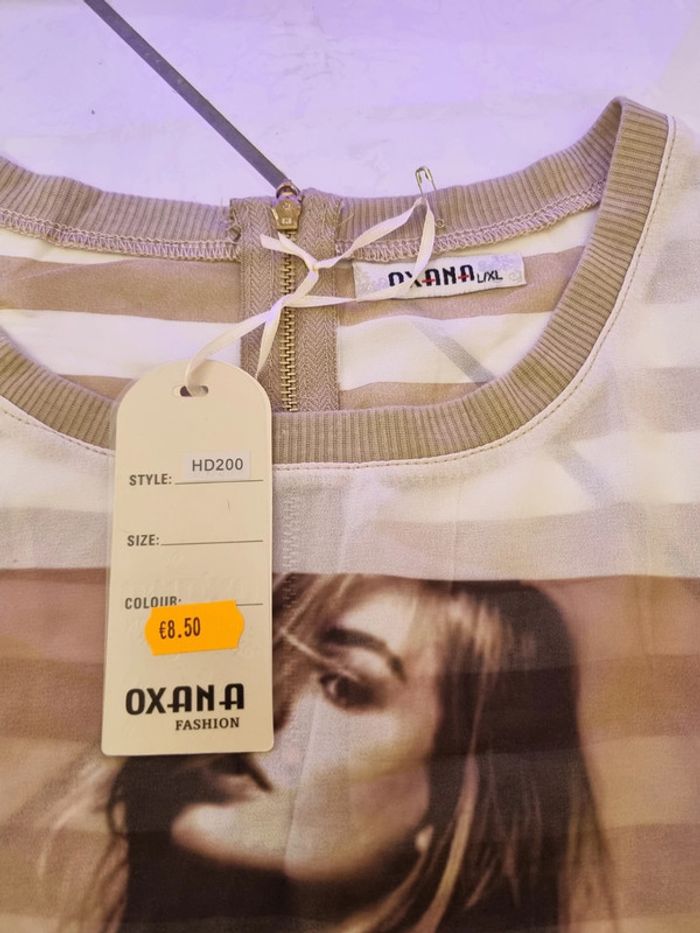 OXANA L/XL
STYLE: HD200
SIZE:
COLOUR:
€8.50
OXANA
FASHION